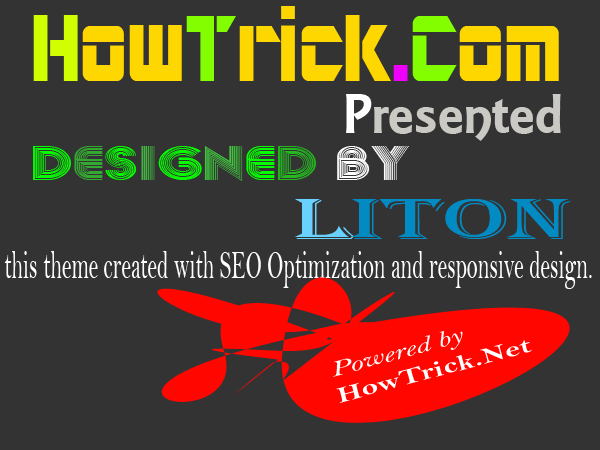 HowTrick.Com
Presented
DESIGNED BY
LITON
this theme created with SEO Optimization and responsive design.
Powered by
HowTrick.Net